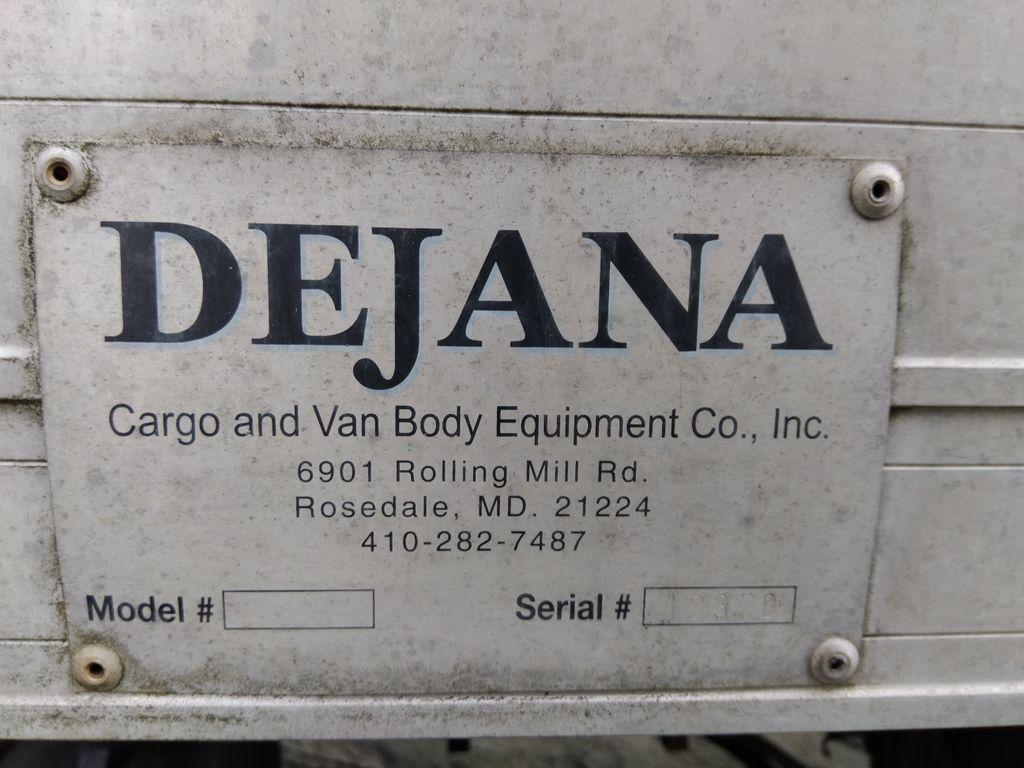 DEJANA
Cargo and Van Body Equipment Co., Inc.
6901 Rolling Mill Rd.
Rosedale, MD. 21224
410-282-7487
Model #
Serial #